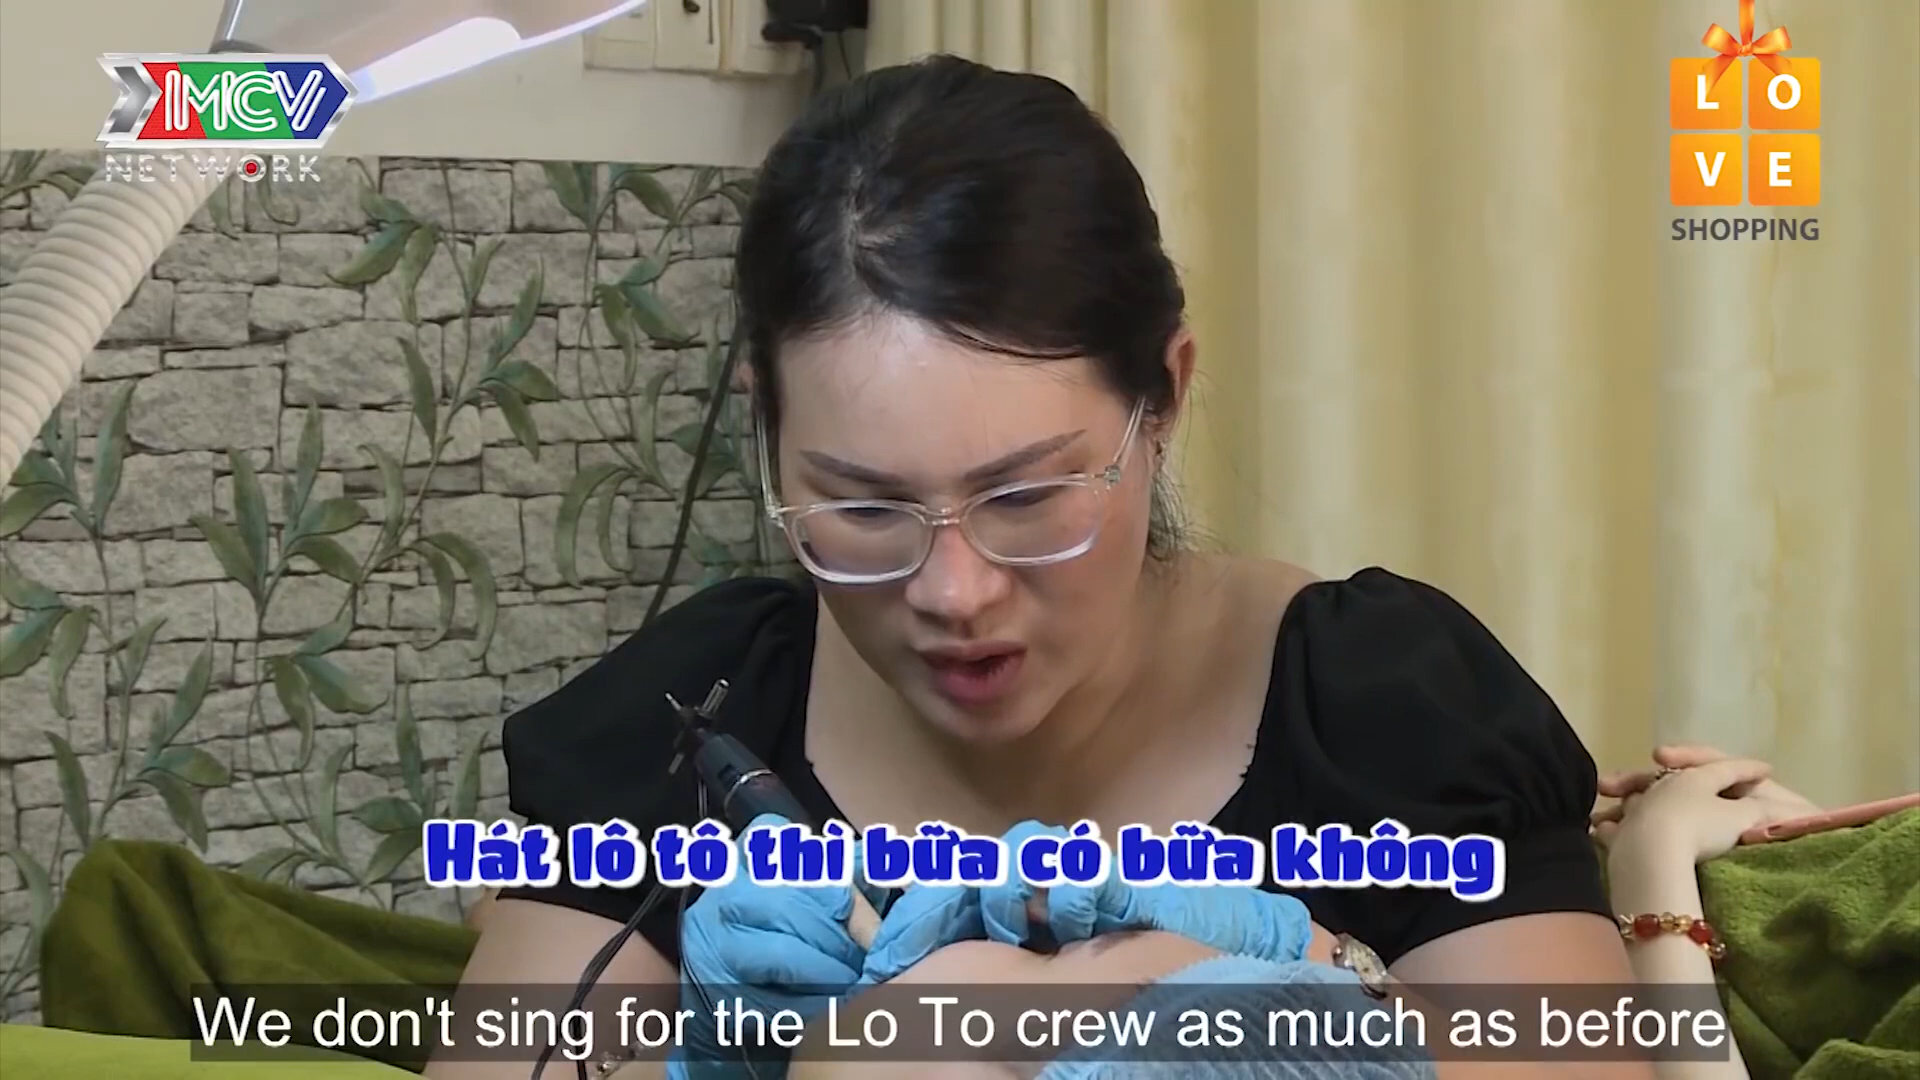 MCV
NETWORK
L O
V E
SHOPPING
Hát lô tô thì bữa có bữa không
We don't sing for the Lo To crew as much as before